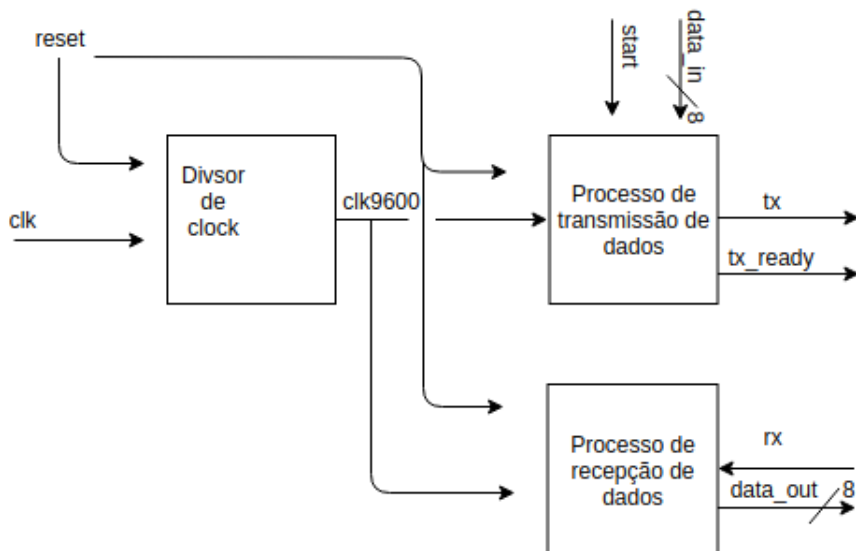 reset
start
data_in
8
Divsor
de
clock
clk9600
clk
Processo de
transmissão de
dados
tx
tx_ready
Processo de
recepção de
dados
rx
data_out
8